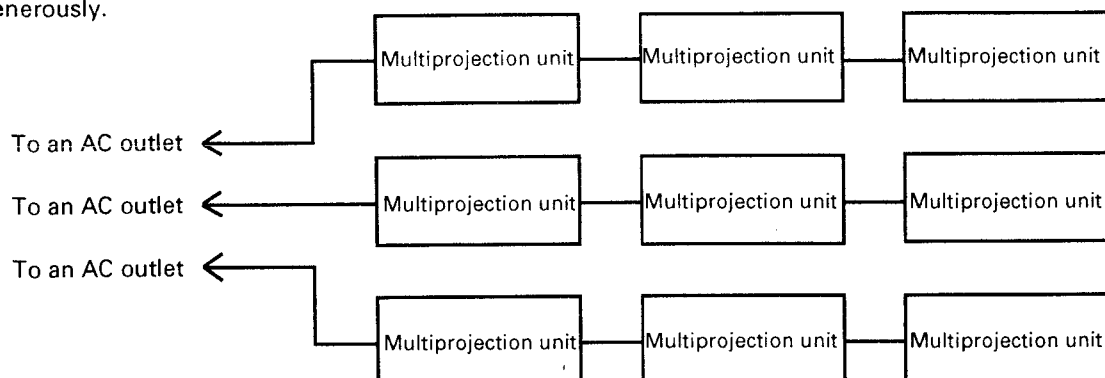 enerously.
Multiprojection unit Multiprojection unit Multiprojection unit
To an AC outlet
To an AC outlet Multiprojection unit Multiprojection unit Multiprojection unit
To an AC outlet
Multiprojection unit Multiprojection unit Multiprojection unit